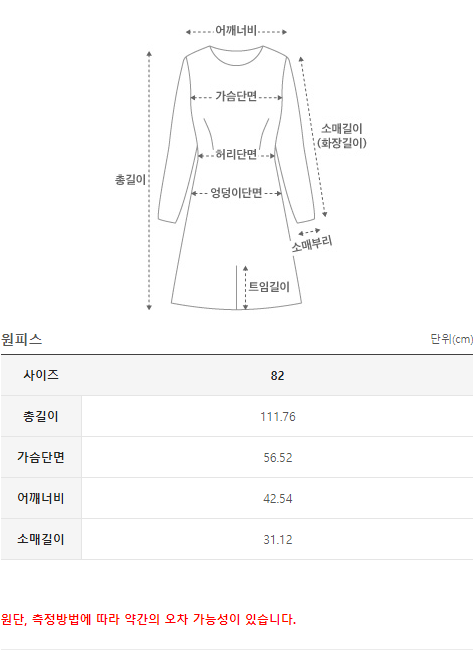 어깨너비
가슴단면
소매길이
(화장길이)
허리단면
총길이
엉덩이단면
소매부리
트임길이
원피스 단위(cm)
사이즈 82
총길이 111.76
가슴단면 56.52
어깨너비 42.54
소매길이 31.12
원단, 측정방법에 따라 약간의 오차 가능성이 있습니다.